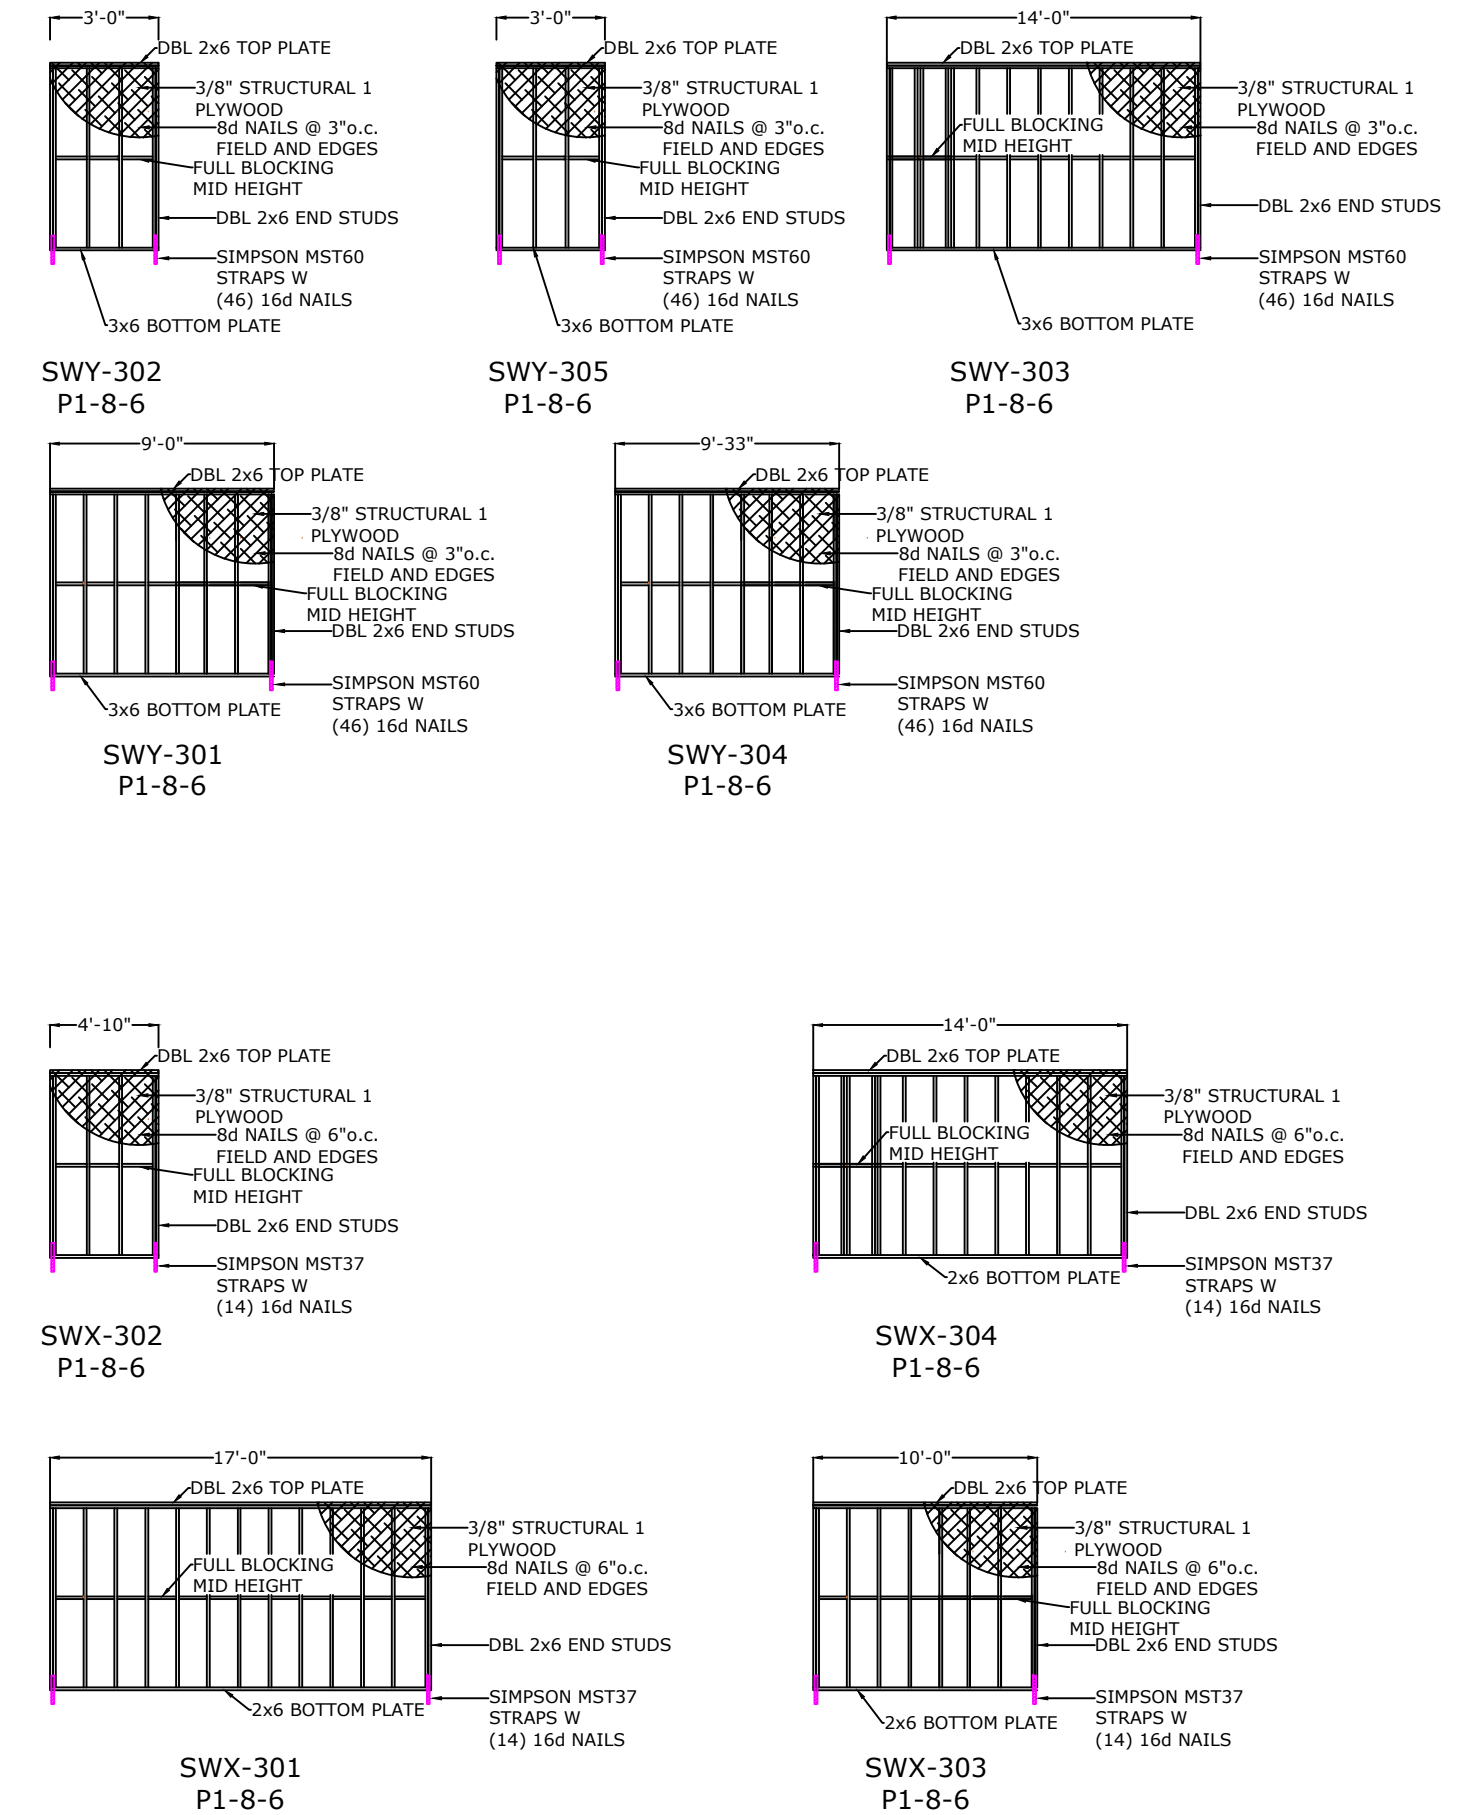 3'-0"
DBL 2x6 TOP PLATE
3/8" STRUCTURAL 1
PLYWOOD
8d NAILS @ 3"o.c.
FIELD AND EDGES
FULL BLOCKING
MID HEIGHT
DBL 2x6 END STUDS
SIMPSON MST60
STRAPS W
(46) 16d NAILS
3x6 BOTTOM PLATE
SWY-302
P1-8-6
3'-0"
DBL 2x6 TOP PLATE
3/8" STRUCTURAL 1
PLYWOOD
8d NAILS @ 3"o.c.
FIELD AND EDGES
FULL BLOCKING
MID HEIGHT
DBL 2x6 END STUDS
SIMPSON MST60
STRAPS W
(46) 16d NAILS
3x6 BOTTOM PLATE
SWY-305
P1-8-6
14'-0"
DBL 2x6 TOP PLATE
3/8" STRUCTURAL 1
PLYWOOD
8d NAILS @ 3"o.c.
FIELD AND EDGES
FULL BLOCKING
MID HEIGHT
DBL 2x6 END STUDS
SIMPSON MST60
STRAPS W
(46) 16d NAILS
3x6 BOTTOM PLATE
SWY-303
P1-8-6
9'-0"
DBL 2x6 TOP PLATE
3/8" STRUCTURAL 1
PLYWOOD
8d NAILS @ 3"o.c.
FIELD AND EDGES
FULL BLOCKING
MID HEIGHT
DBL 2x6 END STUDS
SIMPSON MST60
STRAPS W
(46) 16d NAILS
3x6 BOTTOM PLATE
SWY-301
P1-8-6
9'-33"
DBL 2x6 TOP PLATE
3/8" STRUCTURAL 1
PLYWOOD
8d NAILS @ 3"o.c.
FIELD AND EDGES
FULL BLOCKING
MID HEIGHT
DBL 2x6 END STUDS
SIMPSON MST60
STRAPS W
(46) 16d NAILS
3x6 BOTTOM PLATE
SWY-304
P1-8-6
4'-10"
DBL 2x6 TOP PLATE
3/8" STRUCTURAL 1
PLYWOOD
8d NAILS @ 6"o.c.
FIELD AND EDGES
FULL BLOCKING
MID HEIGHT
DBL 2x6 END STUDS
SIMPSON MST37
STRAPS W
(14) 16d NAILS
SWX-302
P1-8-6
14'-0"
DBL 2x6 TOP PLATE
3/8" STRUCTURAL 1
PLYWOOD
8d NAILS @ 6"o.c.
FIELD AND EDGES
FULL BLOCKING
MID HEIGHT
DBL 2x6 END STUDS
SIMPSON MST37
STRAPS W
(14) 16d NAILS
2x6 BOTTOM PLATE
SWX-304
P1-8-6
17'-0"
DBL 2x6 TOP PLATE
3/8" STRUCTURAL 1
PLYWOOD
8d NAILS @ 6"o.c.
FIELD AND EDGES
FULL BLOCKING
MID HEIGHT
DBL 2x6 END STUDS
SIMPSON MST37
STRAPS W
(14) 16d NAILS
2x6 BOTTOM PLATE
SWX-301
P1-8-6
10'-0"
DBL 2x6 TOP PLATE
3/8" STRUCTURAL 1
PLYWOOD
8d NAILS @ 6"o.c.
FIELD AND EDGES
FULL BLOCKING
MID HEIGHT
DBL 2x6 END STUDS
SIMPSON MST37
STRAPS W
(14) 16d NAILS
2x6 BOTTOM PLATE
SWX-303
P1-8-6